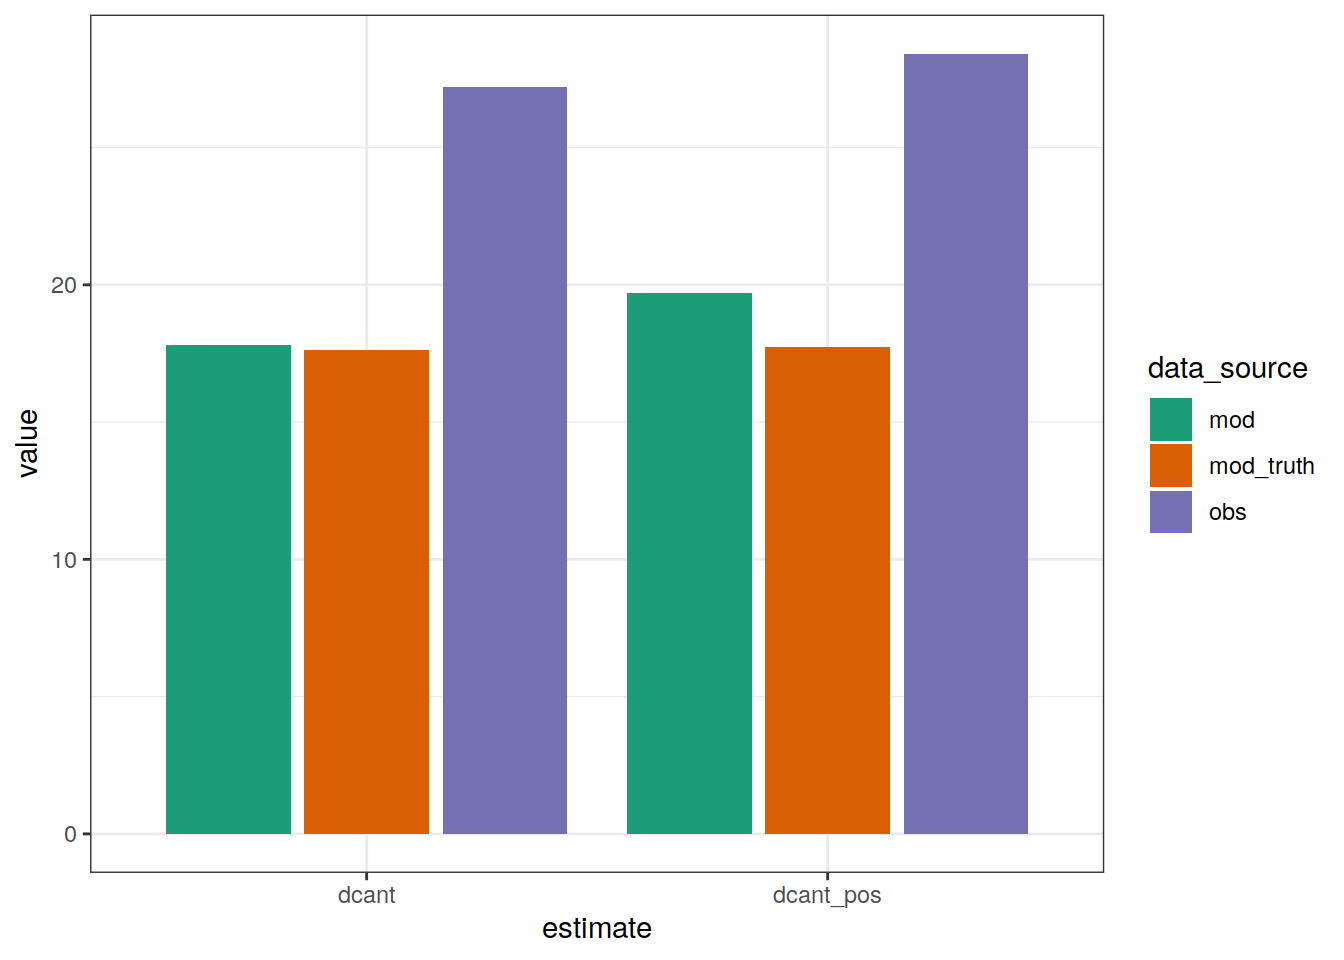 value
20
10
0
dcant
dcant_pos
estimate
data_source
mod
mod_truth
obs